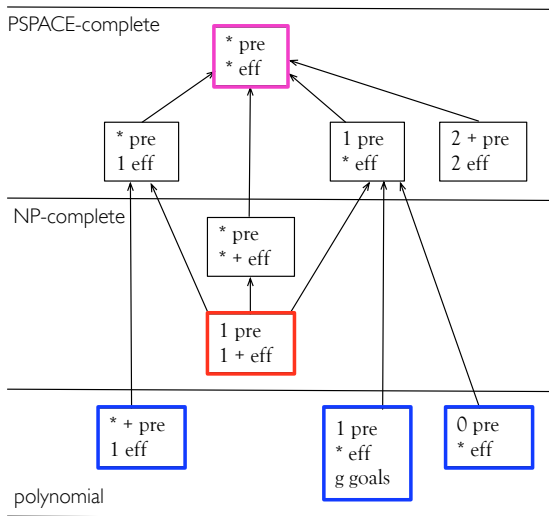 PSPACE-complete
* pre
* eff
* pre
1 eff
1 pre
* eff
2 + pre
2 eff
NP-complete
* pre
* + eff
1 pre
1 + eff
* + pre
1 eff
1 pre
* eff
g goals
0 pre
* eff
polynomial